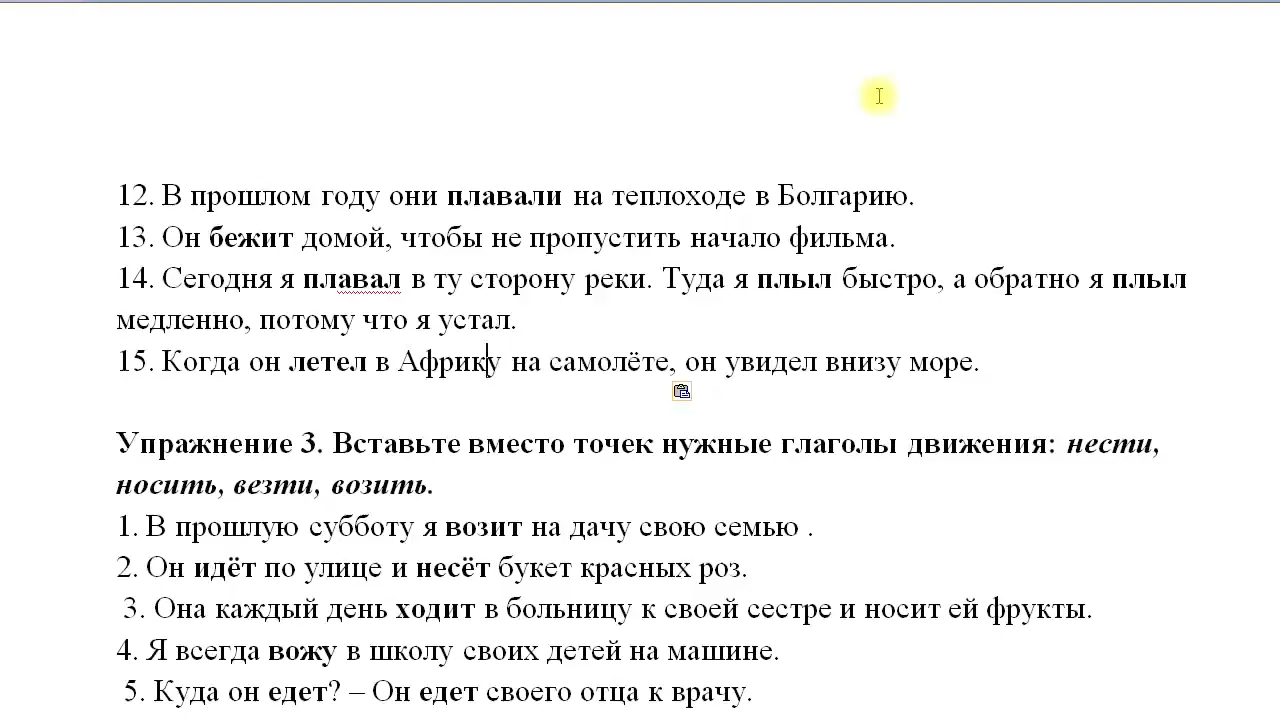 12. В прошлом году они плавали на теплоходе в Болгарию.
13. Он бежит домой, чтобы не пропустить начало фильма.
14. Сегодня я плавал в ту сторону реки. Туда я плыл быстро, а обратно я плыл
медленно, потому что я устал.
15. Когда он летел в Африку на самолёте, он увидел внизу море.
Упражнение 3. Вставьте вместо точек нужные глаголы движения: нести,
носить, везти, возить.
1. В прошлую субботу я возит на дачу свою семью .
2. Он идёт по улице и несёт букет красных роз.
3. Она каждый день ходит в больницу к своей сестре и носит ей фрукты.
4. Я всегда вожу в школу своих детей на машине.
5. Куда он едет? – Он едет своего отца к врачу.